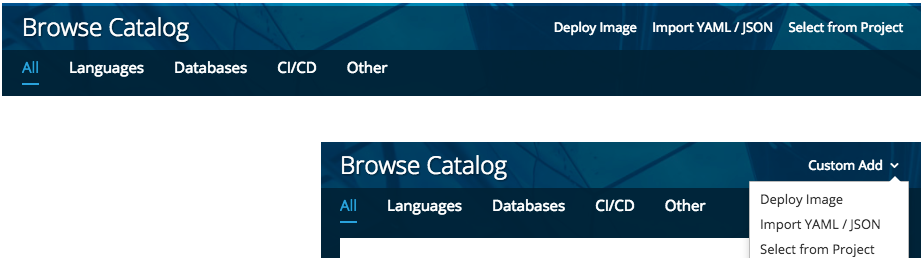 Browse Catalog Deploy Image Import YAML / JSON Select from Project
All Languages Databases CI/CD Other
Browse Catalog Custom Add
All Languages Databases CI/CD Other
Deploy Image
Import YAML / JSON
Select from Project